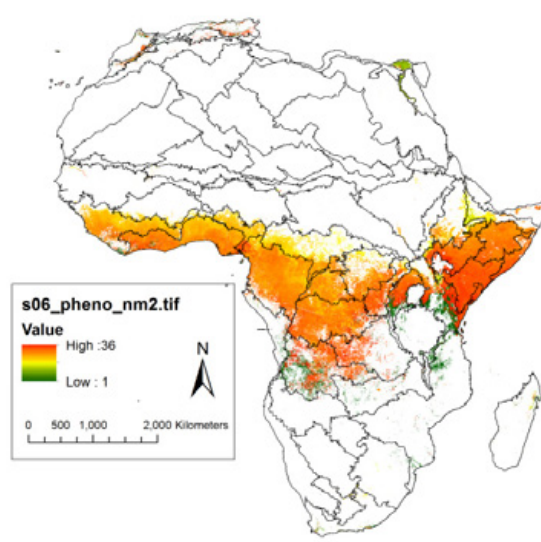 s06_pheno_nm2.tif
Value
High :36
Low : 1
N
0 500 1,000 2,000 Kilometers